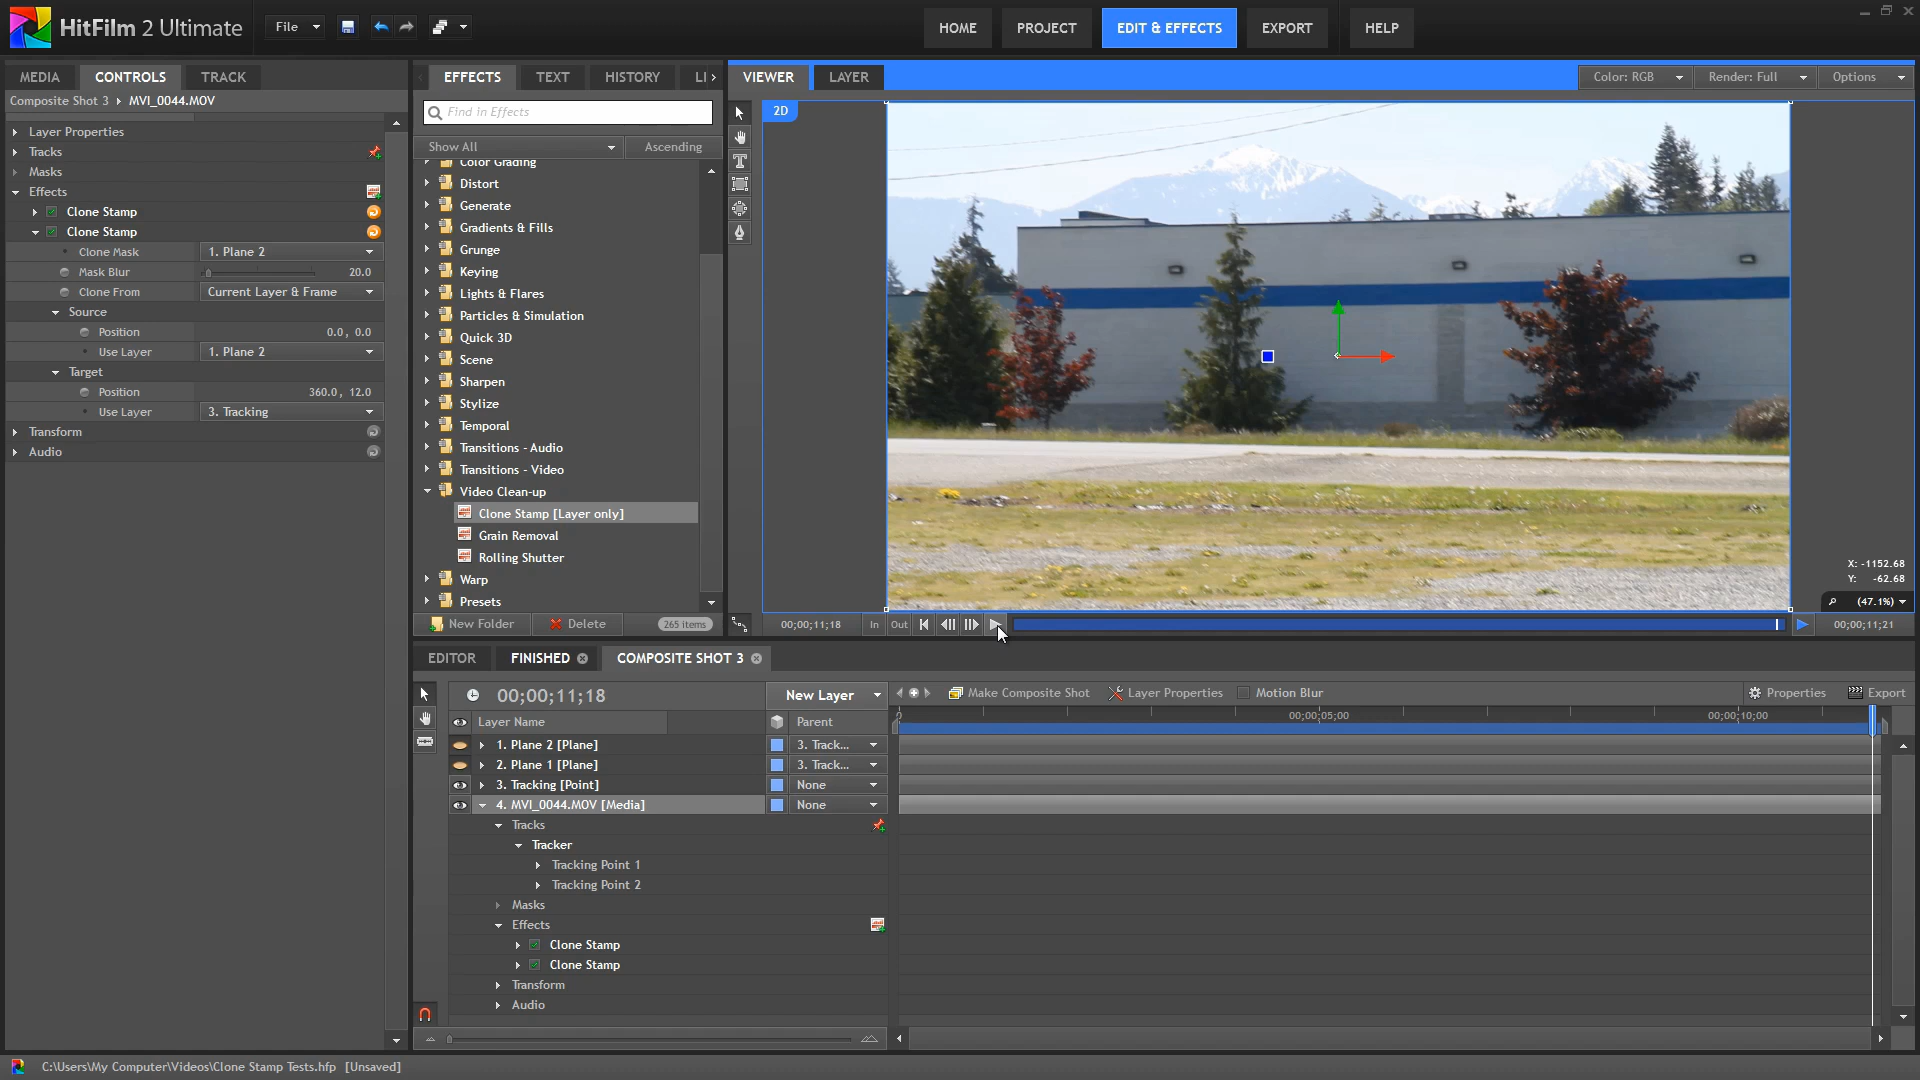 HitFilm 2 Ultimate
File
HOME
PROJECT
EDIT & EFFECTS
EXPORT
HELP
MEDIA
CONTROLS
TRACK
Composite Shot 3
MVI_0044.MOV
Layer Properties
Tracks
Masks
Effects
Clone Stamp
Clone Stamp
Clone Mask
1. Plane 2
Mask Blur
20.0
Clone From
Current Layer & Frame
Source
Position
0.0, 0.0
Use Layer
1. Plane 2
Target
Position
360.0, 12.0
Use Layer
3. Tracking
Transform
Audio
EFFECTS
TEXT
HISTORY
LI
Find in Effects
Show All
Ascending
Color Grading
Distort
Generate
Gradients & Fills
Grunge
Keying
Lights & Flares
Particles & Simulation
Quick 3D
Scene
Sharpen
Stylize
Temporal
Transitions - Audio
Transitions - Video
Video Clean-up
Clone Stamp [Layer only]
Grain Removal
Rolling Shutter
Warp
Presets
New Folder
Delete
265 items
VIEWER
LAYER
Color: RGB
Render: Full
Options
2D
X: -1152.68
Y: -62.68
(47.1%)
00;00;11;18
In
Out
00;00;11;21
EDITOR
FINISHED
COMPOSITE SHOT 3
00;00;11;18
New Layer
Make Composite Shot
Layer Properties
Motion Blur
Properties
Export
Layer Name
Parent
0
00;00;05;00
00;00;10;00
1. Plane 2 [Plane]
3. Track...
2. Plane 1 [Plane]
3. Track...
3. Tracking [Point]
None
4. MVI_0044.MOV [Media]
None
Tracks
Tracker
Tracking Point 1
Tracking Point 2
Masks
Effects
Clone Stamp
Clone Stamp
Transform
Audio
C:\Users\My Computer\Videos\Clone Stamp Tests.hfp [Unsaved]